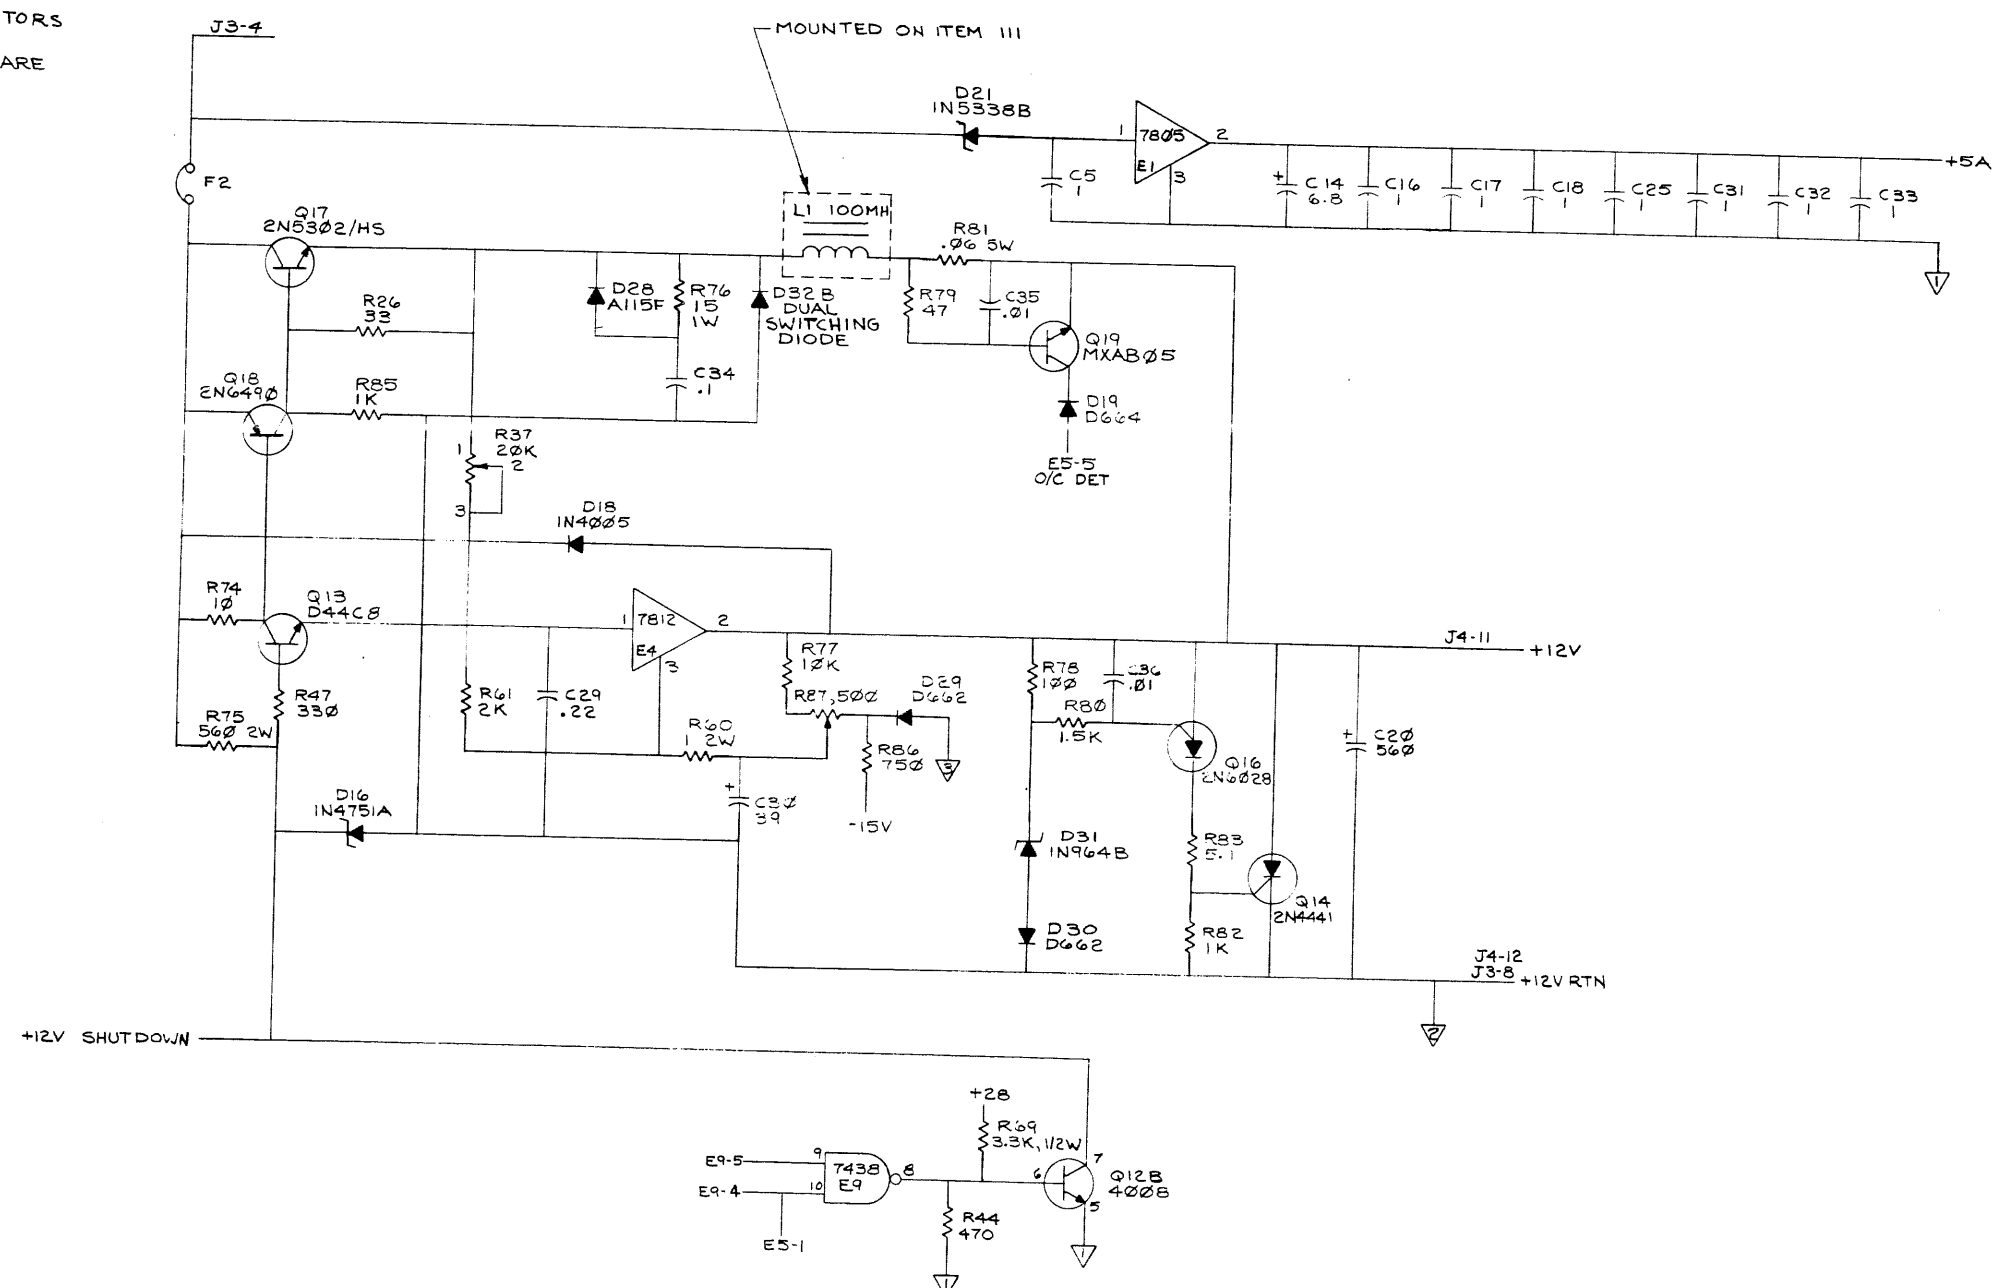 TORS
ARE
J3-4
MOUNTED ON ITEM 111
D21
1N5338B
1
7805
E1
2
3
C5
1
+
C14
6.8
C16
1
C17
1
C18
1
C25
1
C31
1
C32
1
C33
1
+5A
1
F2
Q17
2N5302/HS
L1 100MH
R81
.06 5W
R26
33
D28
A115F
R76
15
1W
D32B
DUAL
SWITCHING
DIODE
R79
47
C35
.01
Q19
MXAB05
Q18
2N6490
R85
1K
C34
.1
D19
D664
E5-5
O/C DET
R37
20K
1
2
3
D18
1N4005
R74
10
Q13
D44C8
1
7812
E4
2
3
J4-11
+12V
R77
10K
R78
100
C36
.01
R47
330
R75
560 2W
R61
2K
C29
.22
R87,500
D29
D662
R80
1.5K
R60
1 2W
R86
750
3
Q16
2N6028
+
C20
560
D16
1N4751A
+
C30
39
-15V
D31
1N964B
R83
5.1
Q14
2N4441
D30
D662
R82
1K
J4-12
J3-8
+12V RTN
2
+12V SHUTDOWN
+28
R69
3.3K, 1/2W
E9-5
9
7438
E9
8
E9-4
10
6
7
5
Q12B
4008
R44
470
E5-1
1
1